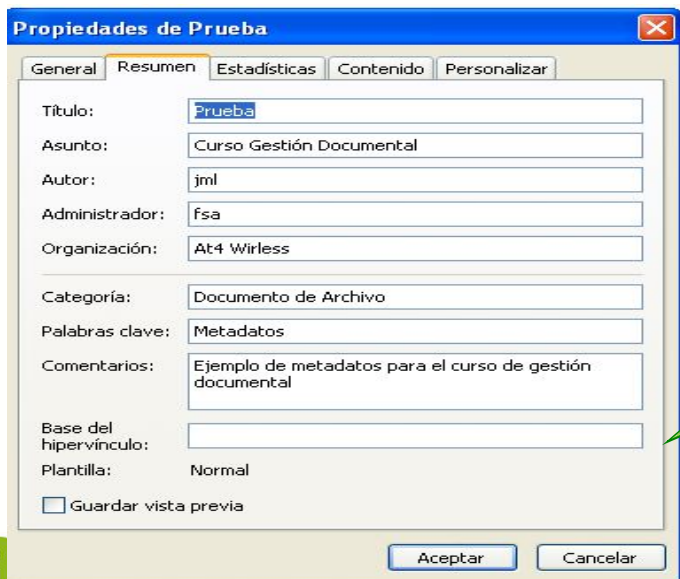 Propiedades de Prueba
General Resumen Estadísticas Contenido Personalizar
Título: Prueba
Asunto: Curso Gestión Documental
Autor: jml
Administrador: fsa
Organización: At4 Wirless
Categoría: Documento de Archivo
Palabras clave: Metadatos
Comentarios: Ejemplo de metadatos para el curso de gestión
documental
Base del
hipervínculo:
Plantilla: Normal
Guardar vista previa
Aceptar Cancelar